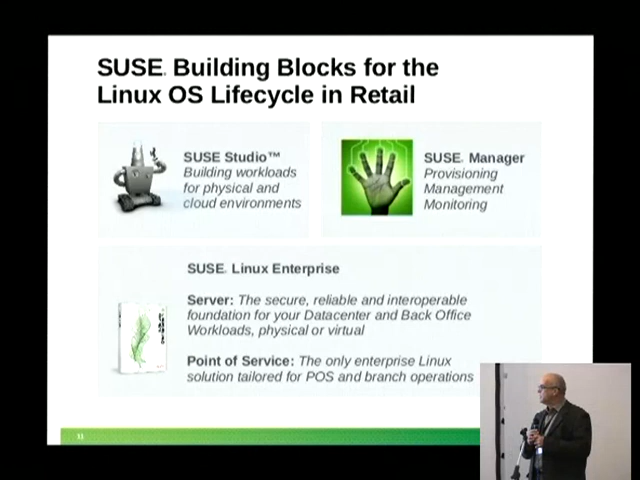 SUSE. Building Blocks for the
Linux OS Lifecycle in Retail
SUSE Studio™
Building workloads
for physical and
cloud environments
SUSE. Manager
Provisioning
Management
Monitoring
SUSE. Linux Enterprise
Server: The secure, reliable and interoperable
foundation for your Datacenter and Back Office
Workloads, physical or virtual
Point of Service: The only enterprise Linux
solution tailored for POS and branch operations
11